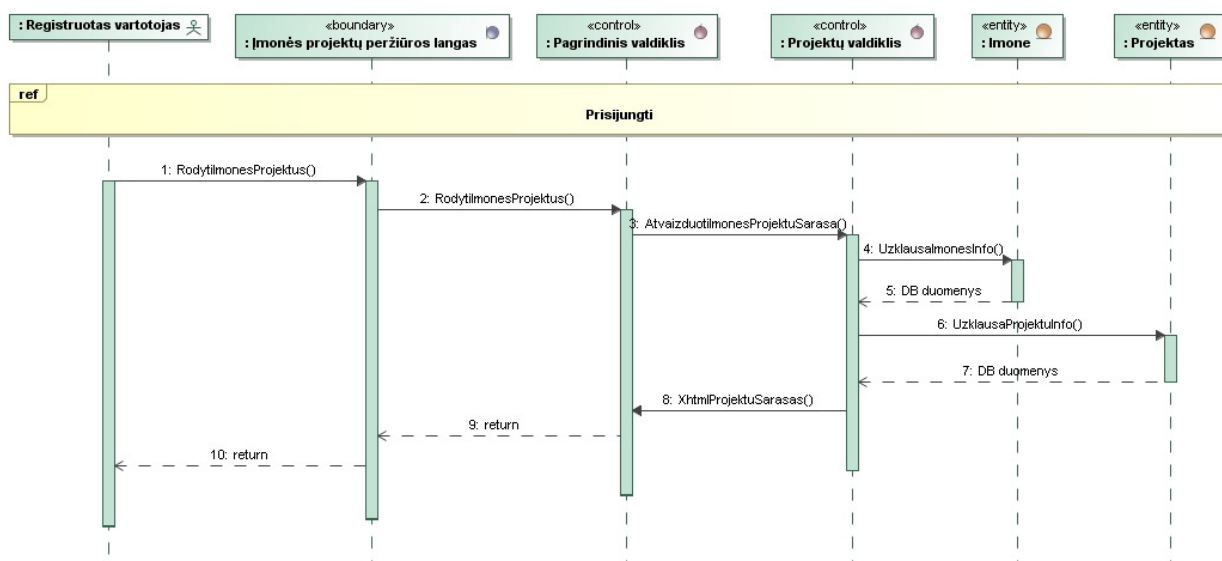 : Registruotas vartotojas
«boundary»
: Įmonės projektų peržiūros langas
«control»
: Pagrindinis valdiklis
«control»
: Projektų valdiklis
«entity»
: Imone
«entity»
: Projektas
ref
Prisijungti
1: RodytiImonesProjektus()
2: RodytiImonesProjektus()
3: AtvaizduotiImonesProjektuSarasa()
4: UzklausaImonesInfo()
5: DB duomenys
6: UzklausaProjektuInfo()
7: DB duomenys
8: XhtmlProjektuSarasas()
9: return
10: return